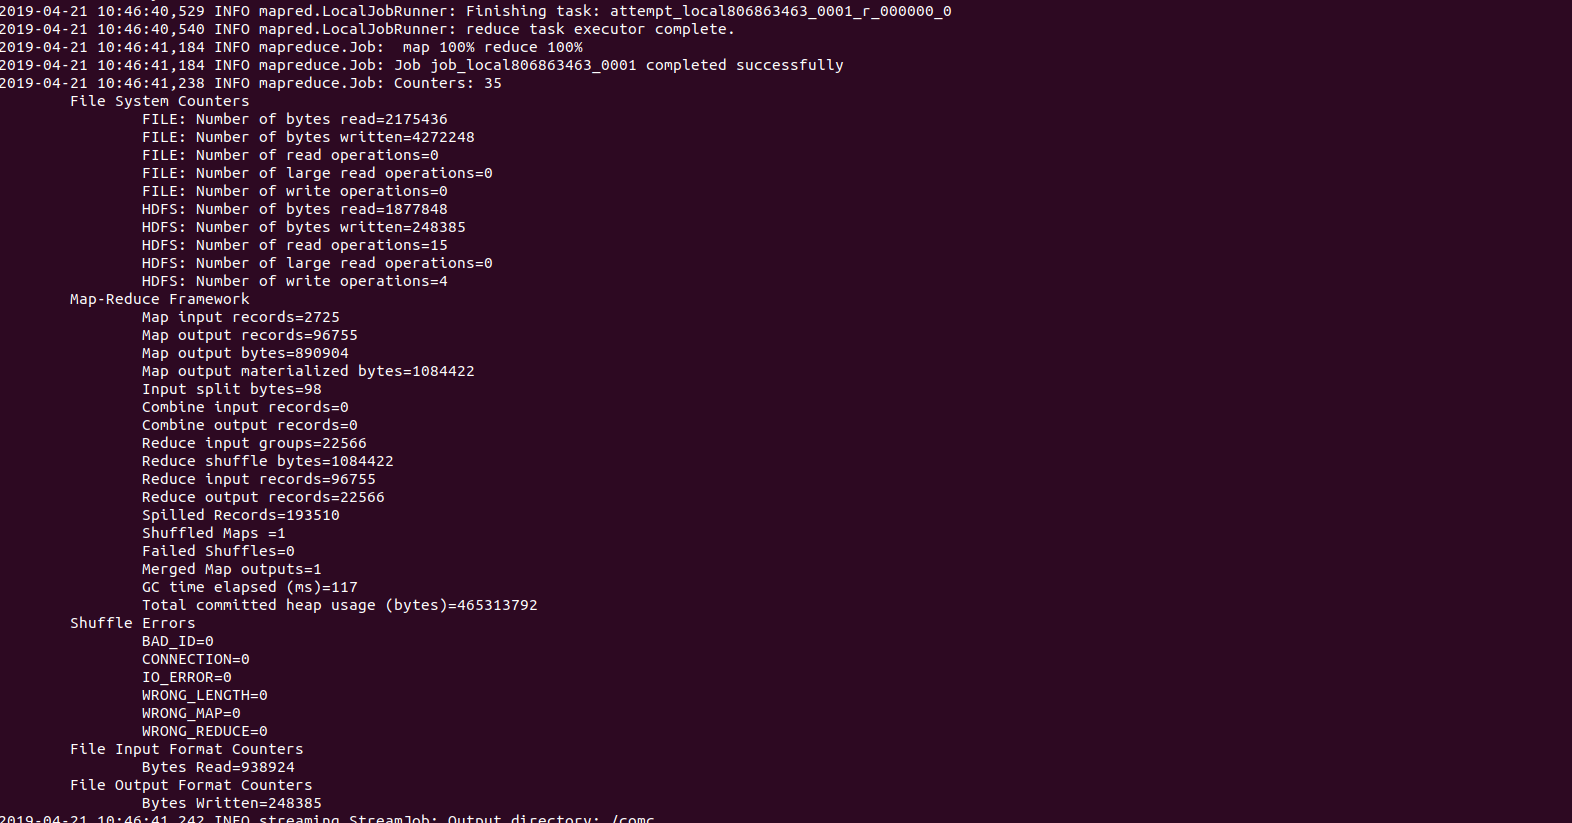 2019-04-21 10:46:40,529 INFO mapred.LocalJobRunner: Finishing task: attempt_local806863463_0001_r_000000_0
2019-04-21 10:46:40,540 INFO mapred.LocalJobRunner: reduce task executor complete.
2019-04-21 10:46:41,184 INFO mapreduce.Job:  map 100% reduce 100%
2019-04-21 10:46:41,184 INFO mapreduce.Job: Job job_local806863463_0001 completed successfully
2019-04-21 10:46:41,238 INFO mapreduce.Job: Counters: 35
File System Counters
FILE: Number of bytes read=2175436
FILE: Number of bytes written=4272248
FILE: Number of read operations=0
FILE: Number of large read operations=0
FILE: Number of write operations=0
HDFS: Number of bytes read=1877848
HDFS: Number of bytes written=248385
HDFS: Number of read operations=15
HDFS: Number of large read operations=0
HDFS: Number of write operations=4
Map-Reduce Framework
Map input records=2725
Map output records=96755
Map output bytes=890904
Map output materialized bytes=1084422
Input split bytes=98
Combine input records=0
Combine output records=0
Reduce input groups=22566
Reduce shuffle bytes=1084422
Reduce input records=96755
Reduce output records=22566
Spilled Records=193510
Shuffled Maps =1
Failed Shuffles=0
Merged Map outputs=1
GC time elapsed (ms)=117
Total committed heap usage (bytes)=465313792
Shuffle Errors
BAD_ID=0
CONNECTION=0
IO_ERROR=0
WRONG_LENGTH=0
WRONG_MAP=0
WRONG_REDUCE=0
File Input Format Counters
Bytes Read=938924
File Output Format Counters
Bytes Written=248385
2019-04-21 10:46:41,242 INFO streaming.StreamJob: Output directory: /comc